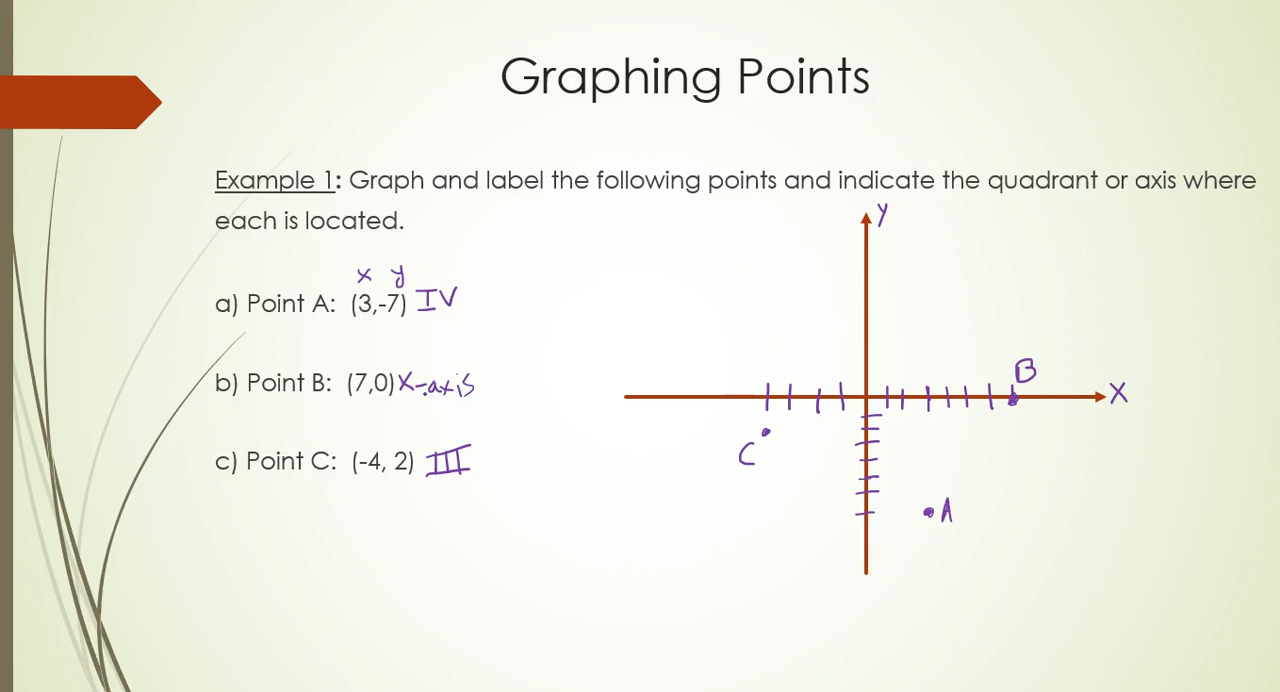 Graphing Points
Example 1: Graph and label the following points and indicate the quadrant or axis where
each is located.
x y
a) Point A: (3,-7) IV
b) Point B: (7,0) X-axis
c) Point C: (-4, 2) III
y
B
X
C
A